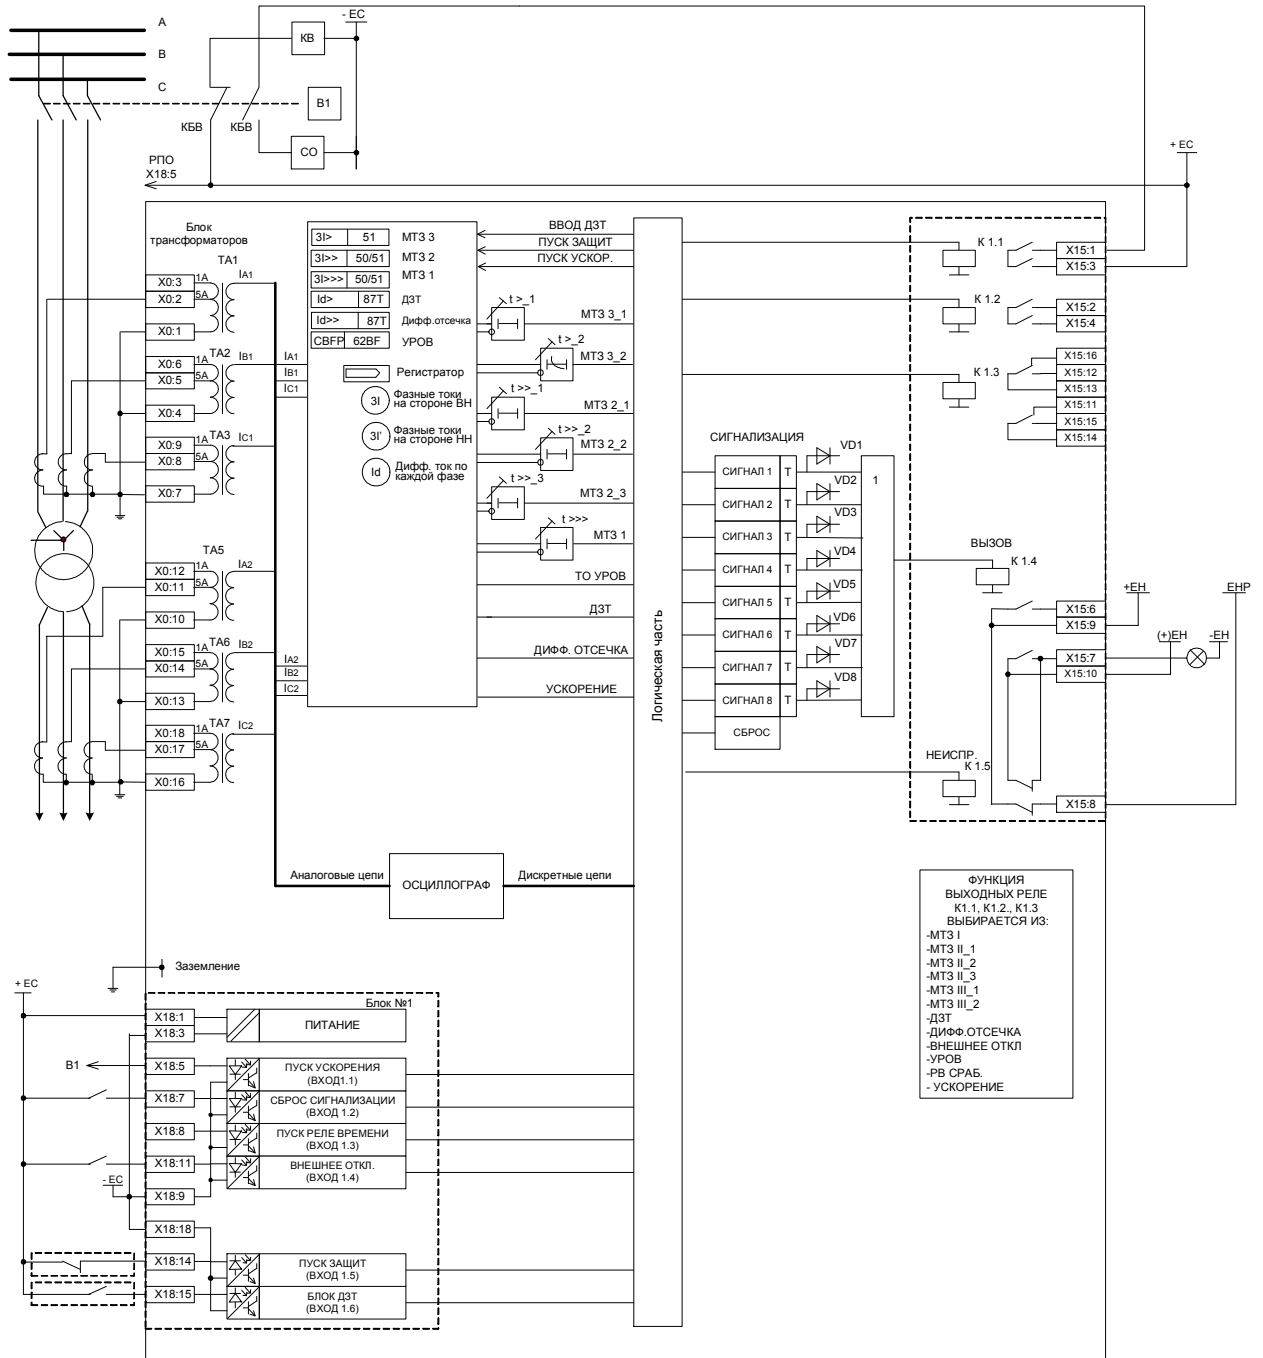 A
B
C
- EC
КВ
В1
КБВ
КБВ
СО
РПО
X18:5
+ EC
Блок
трансформаторов
TA1
X0:3
1A
IA1
X0:2
5A
X0:1
TA2
X0:6
1A
IB1
X0:5
5A
X0:4
TA3
X0:9
1A
IC1
X0:8
5A
X0:7
TA5
X0:12
1A
IA2
X0:11
5A
X0:10
TA6
X0:15
1A
IB2
X0:14
5A
X0:13
TA7
X0:18
1A
IC2
X0:17
5A
X0:16
IA1
IB1
IC1
IA2
IB2
IC2
3I> 51 МТЗ 3
3I>> 50/51 МТЗ 2
3I>>> 50/51 МТЗ 1
Id> 87T ДЗТ
Id>> 87T Дифф.отсечка
CBFP 62BF УРОВ
Регистратор
3I
Фазные токи
на стороне ВН
3I'
Фазные токи
на стороне НН
Id
Дифф. ток по
каждой фазе
ВВОД ДЗТ
ПУСК ЗАЩИТ
ПУСК УСКОР.
t >_1
МТЗ 3_1
t >_2
МТЗ 3_2
t >>_1
МТЗ 2_1
t >>_2
МТЗ 2_2
t >>_3
МТЗ 2_3
t >>>
МТЗ 1
ТО УРОВ
ДЗТ
ДИФФ. ОТСЕЧКА
УСКОРЕНИЕ
Логическая часть
СИГНАЛИЗАЦИЯ
СИГНАЛ 1 Т
VD1
СИГНАЛ 2 Т
VD2
СИГНАЛ 3 Т
VD3
СИГНАЛ 4 Т
VD4
СИГНАЛ 5 Т
VD5
СИГНАЛ 6 Т
VD6
СИГНАЛ 7 Т
VD7
СИГНАЛ 8 Т
VD8
СБРОС
1
К 1.1
X15:1
X15:3
К 1.2
X15:2
X15:4
К 1.3
X15:16
X15:12
X15:13
X15:11
X15:15
X15:14
ВЫЗОВ
К 1.4
X15:6
X15:9
X15:7
X15:10
НЕИСПР.
К 1.5
X15:8
+EH
EHP
(+)EH
-EH
Аналоговые цепи
ОСЦИЛЛОГРАФ
Дискретные цепи
ФУНКЦИЯ
ВЫХОДНЫХ РЕЛЕ
К1.1, К1.2., К1.3
ВЫБИРАЕТСЯ ИЗ:
-МТЗ I
-МТЗ II_1
-МТЗ II_2
-МТЗ II_3
-МТЗ III_1
-МТЗ III_2
-ДЗТ
-ДИФФ.ОТСЕЧКА
-ВНЕШНЕЕ ОТКЛ
-УРОВ
-РВ СРАБ.
- УСКОРЕНИЕ
Заземление
+ EC
Блок №1
X18:1
X18:3
ПИТАНИЕ
В1
X18:5
ПУСК УСКОРЕНИЯ
(ВХОД1.1)
X18:7
СБРОС СИГНАЛИЗАЦИИ
(ВХОД 1.2)
X18:8
ПУСК РЕЛЕ ВРЕМЕНИ
(ВХОД 1.3)
X18:11
ВНЕШНЕЕ ОТКЛ.
(ВХОД 1.4)
- EC
X18:9
X18:18
X18:14
ПУСК ЗАЩИТ
(ВХОД 1.5)
X18:15
БЛОК ДЗТ
(ВХОД 1.6)